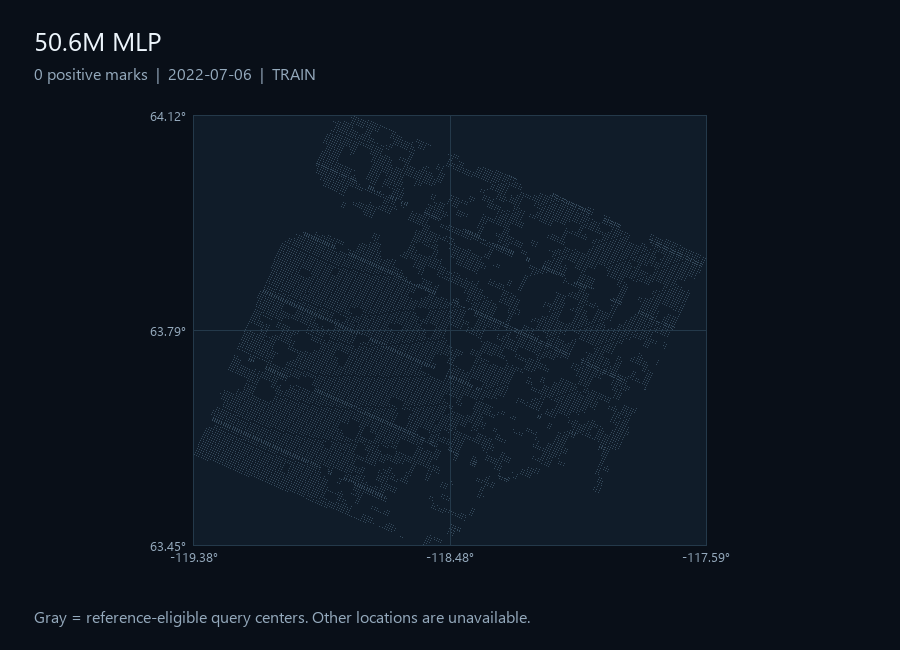 50.6M MLP
0 positive marks | 2022-07-06 | TRAIN
64.12°
63.79°
63.45°
-119.38° -118.48° -117.59°
Gray = reference-eligible query centers. Other locations are unavailable.